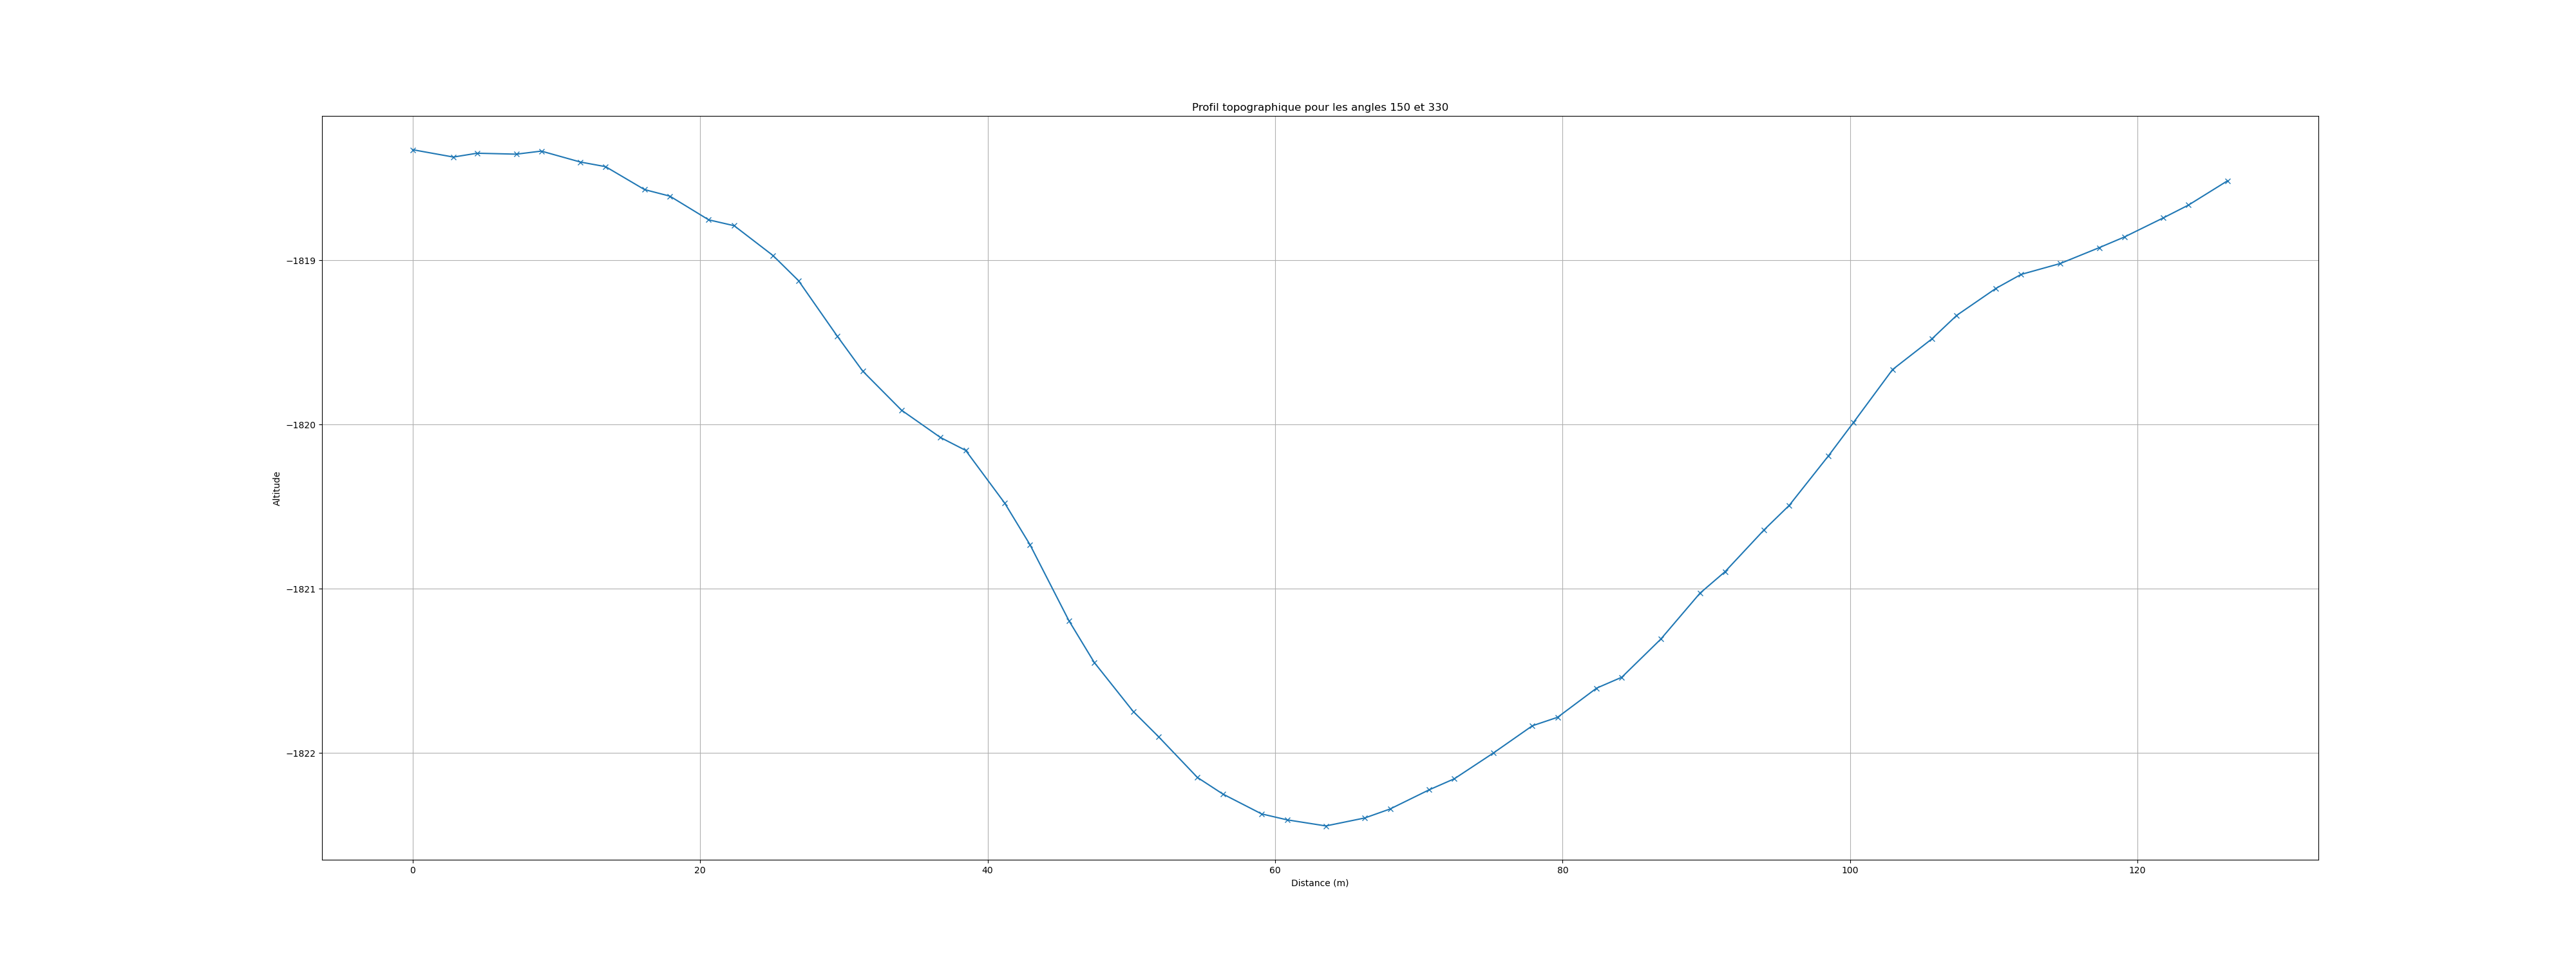 Profil topographique pour les angles 150 et 330
−1819
−1820
−1821
−1822
Altitude
0 20 40 60 80 100 120
Distance (m)